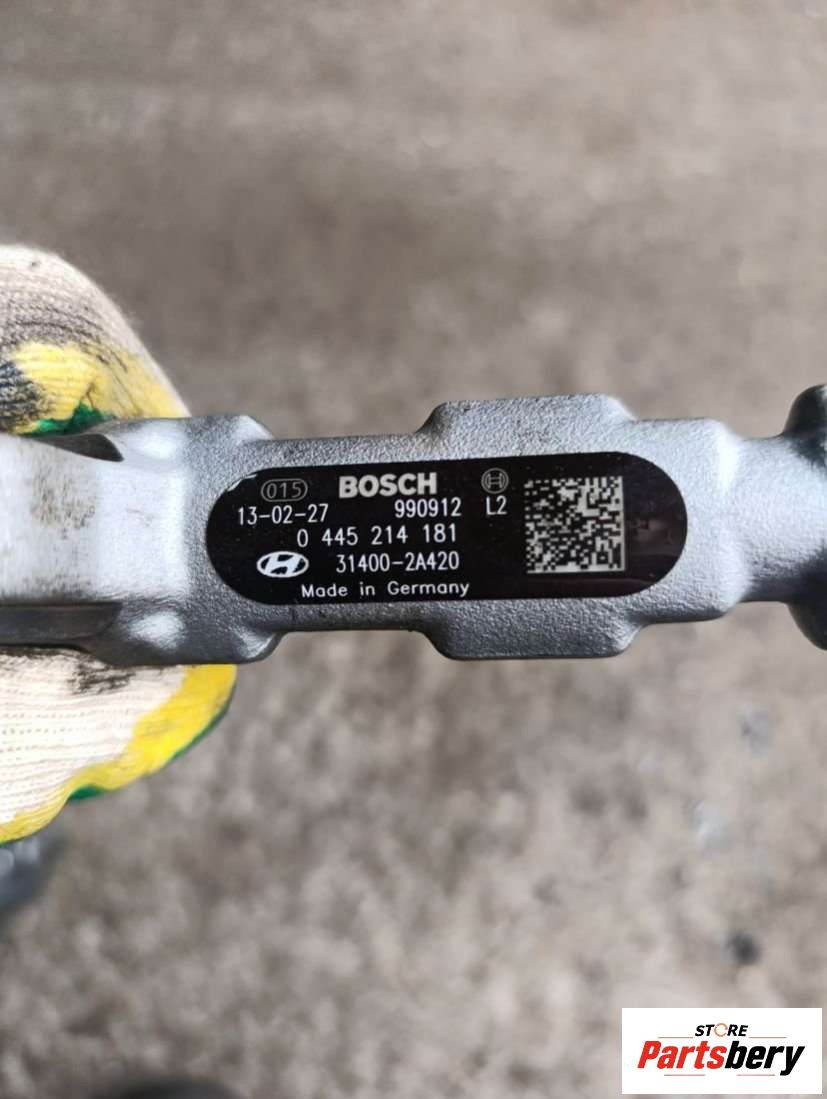 015 BOSCH
13-02-27 990912 L2
0 445 214 181
31400-2A420
Made in Germany
STORE
Partsbery